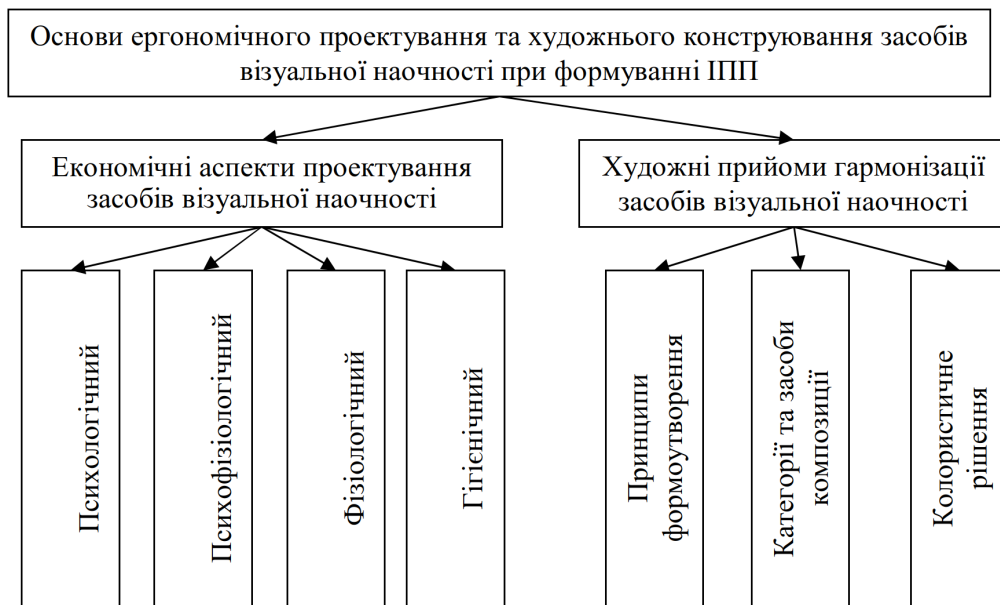 Основи ергономічного проектування та художнього конструювання засобів
візуальної наочності при формуванні ІПП
Економічні аспекти проектування
засобів візуальної наочності
Художні прийоми гармонізації
засобів візуальної наочності
Психологічний
Психофізіологічний
Фізіологічний
Гігієнічний
Принципи
формоутворення
Категорії та засоби
композиції
Колористичне
рішення